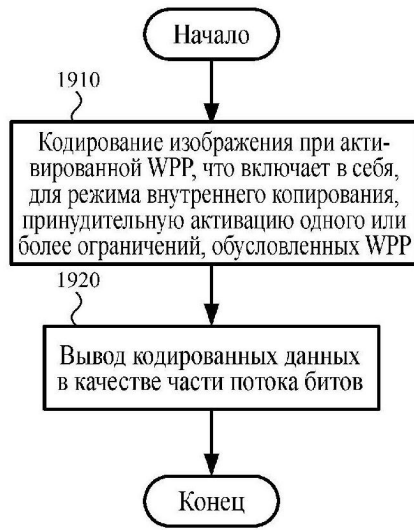 Начало
1910
Кодирование изображения при акти-
вированной WPP, что включает в себя,
для режима внутреннего копирования,
принудительную активацию одного или
более ограничений, обусловленных WPP
1920
Вывод кодированных данных
в качестве части потока битов
Конец